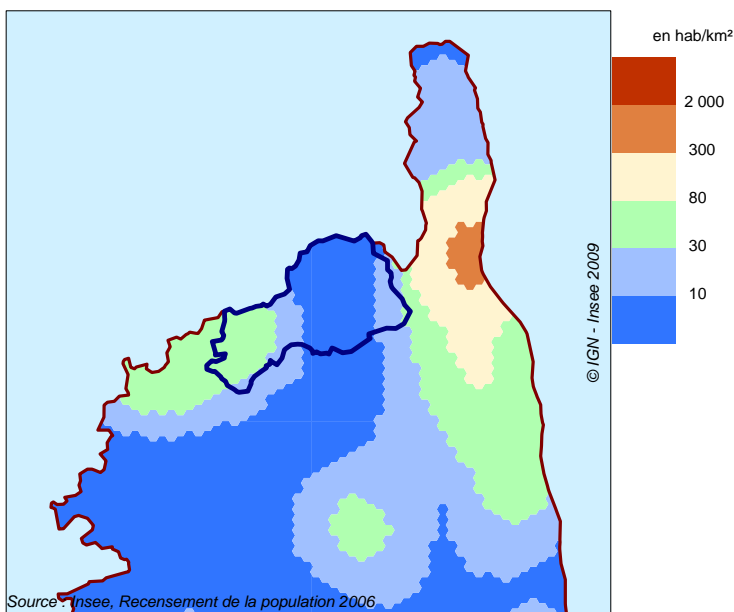 en hab/km²
2 000
300
80
30
10
© IGN - Insee 2009
Source : Insee, Recensement de la population 2006